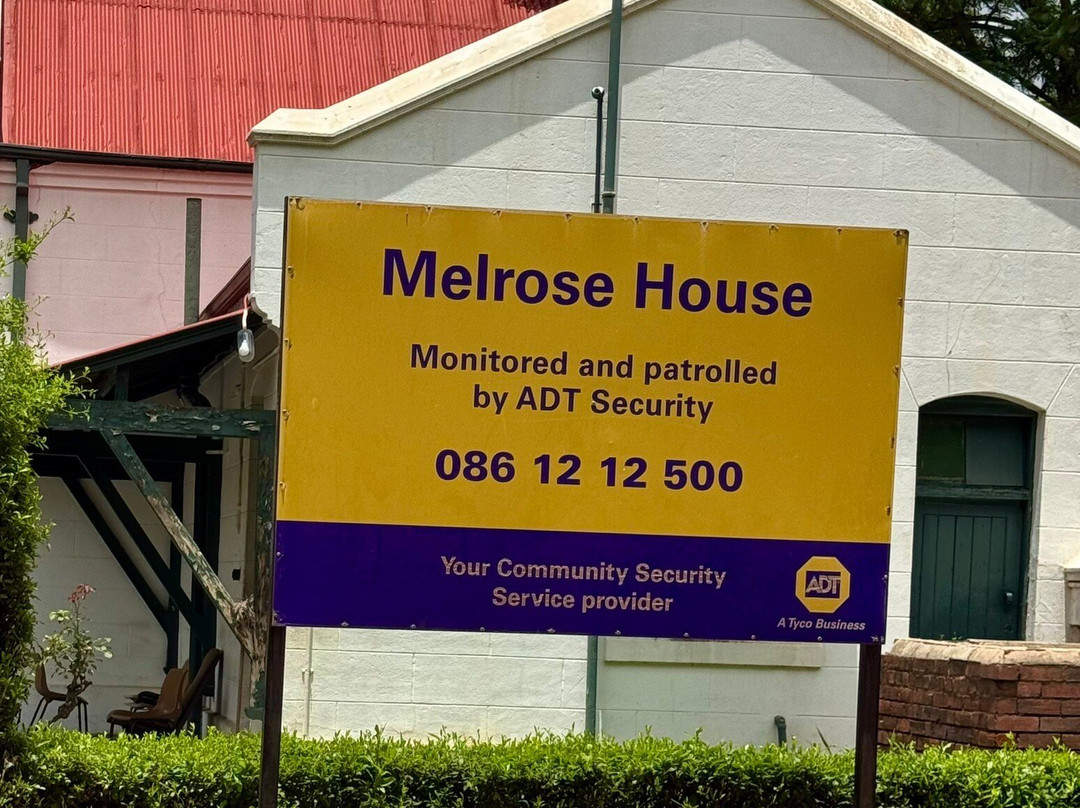 Melrose House
Monitored and patrolled
by ADT Security
086 12 12 500
Your Community Security
Service provider
ADT
A Tyco Business